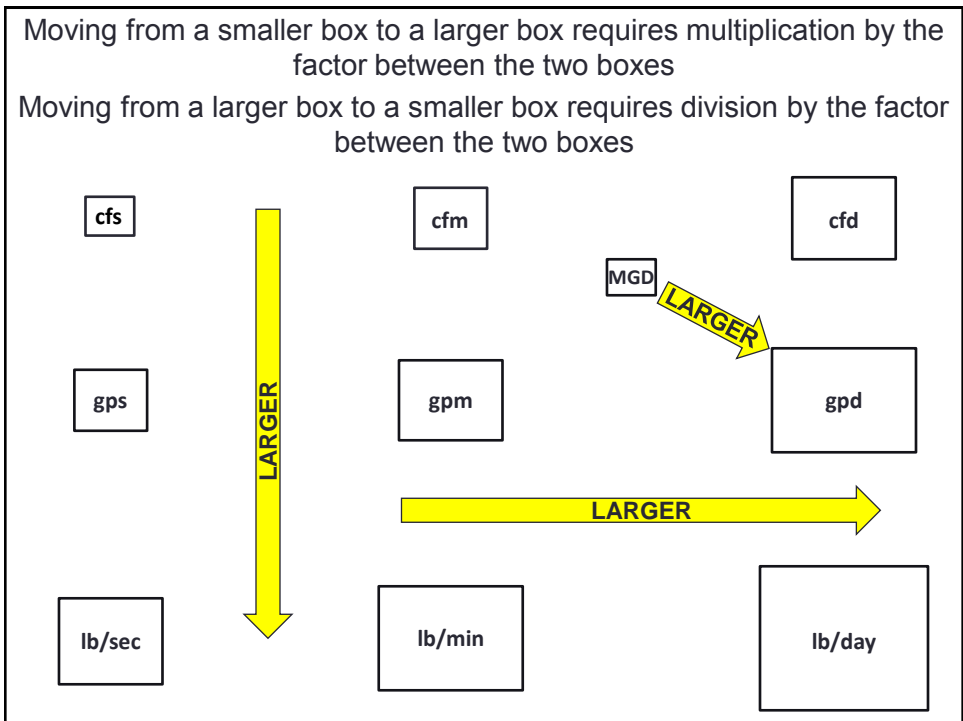 Moving from a smaller box to a larger box requires multiplication by the
factor between the two boxes
Moving from a larger box to a smaller box requires division by the factor
between the two boxes
cfs
cfm
cfd
MGD
LARGER
gps
gpm
gpd
LARGER
LARGER
lb/sec
lb/min
lb/day